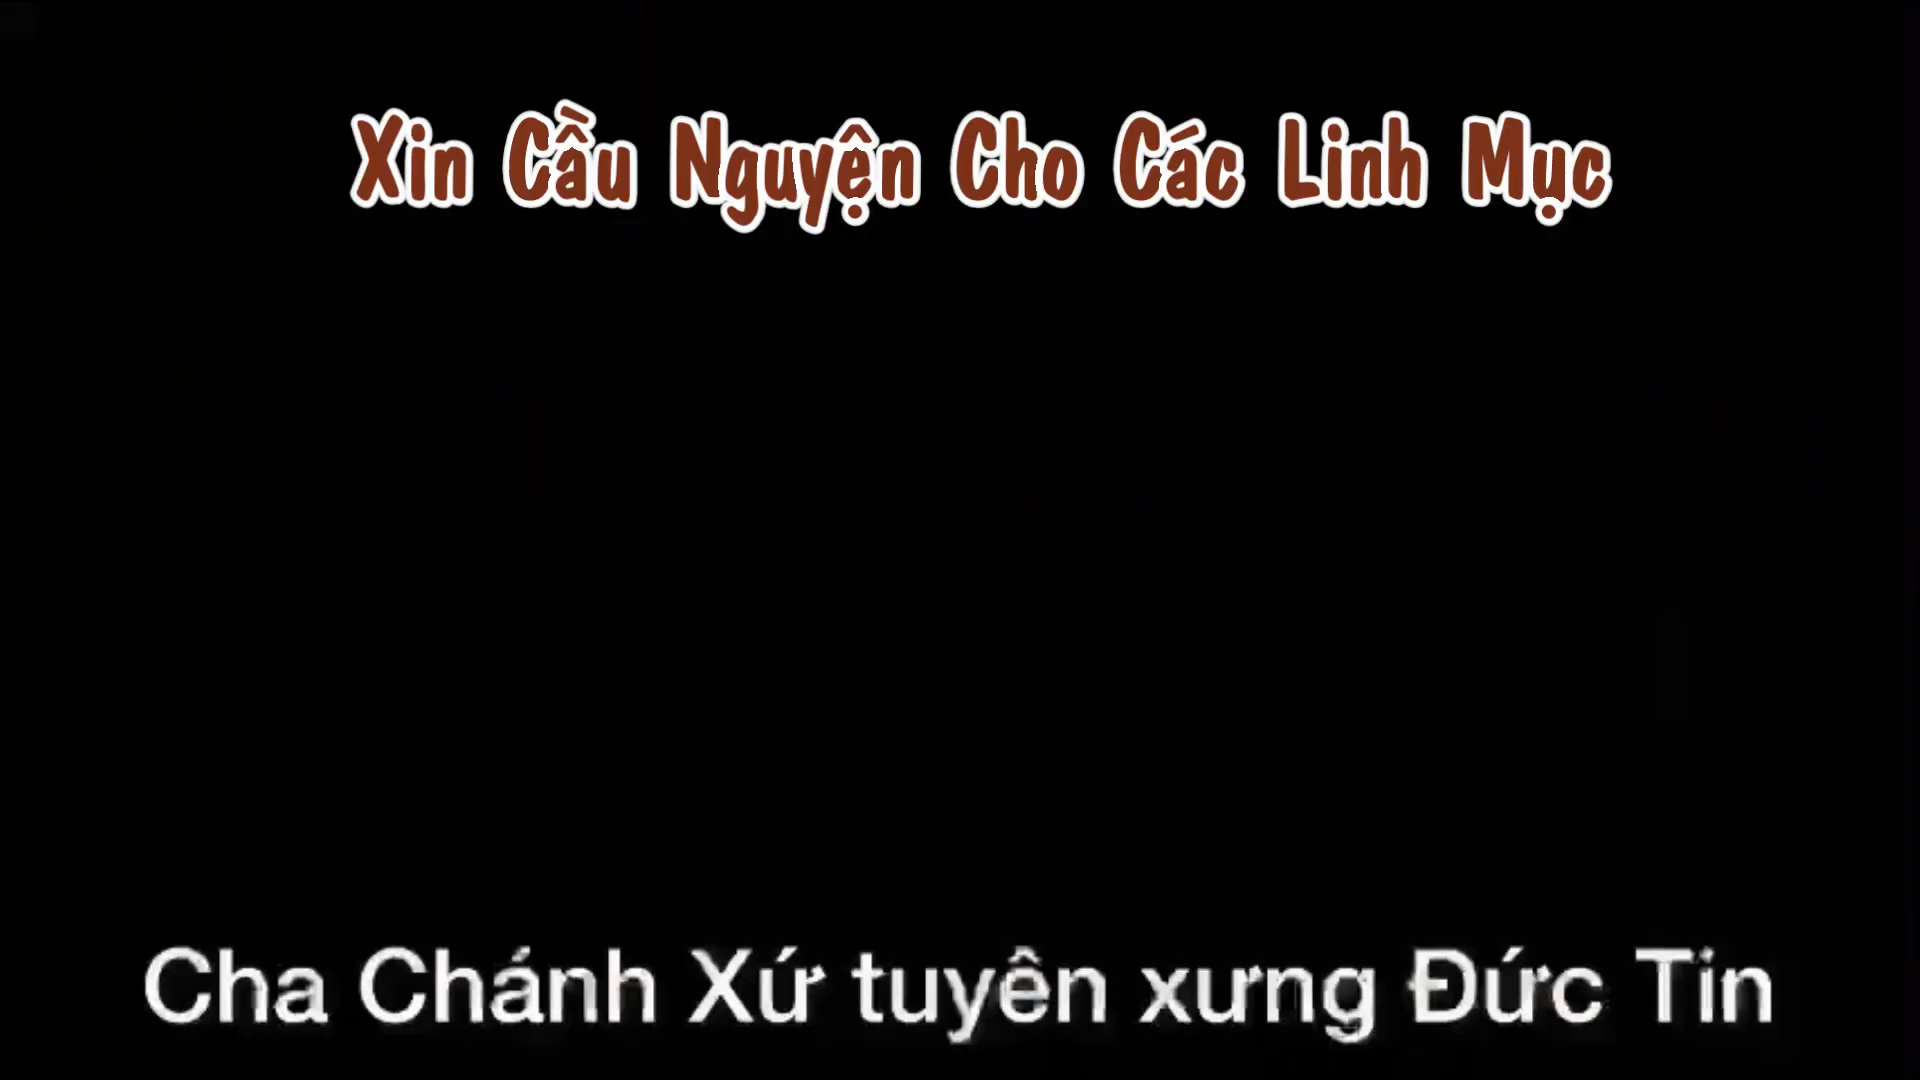 Xin Cầu Nguyện Cho Các Linh Mục
Cha Chánh Xứ tuyên xưng Đức Tin